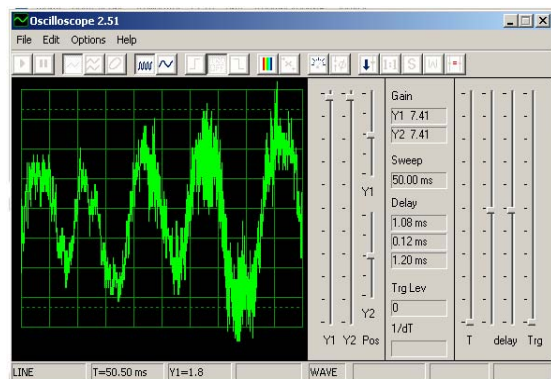 Oscilloscope 2.51
File Edit Options Help
1:1 S W
Gain
Y1 7.41
Y2 7.41
Sweep
50.00 ms
Delay
1.08 ms
0.12 ms
1.20 ms
Trg Lev
0
1/dT
Y1
Y2
Y1 Y2 Pos T delay Trg
LINE T=50.50 ms Y1=1.8 WAVE